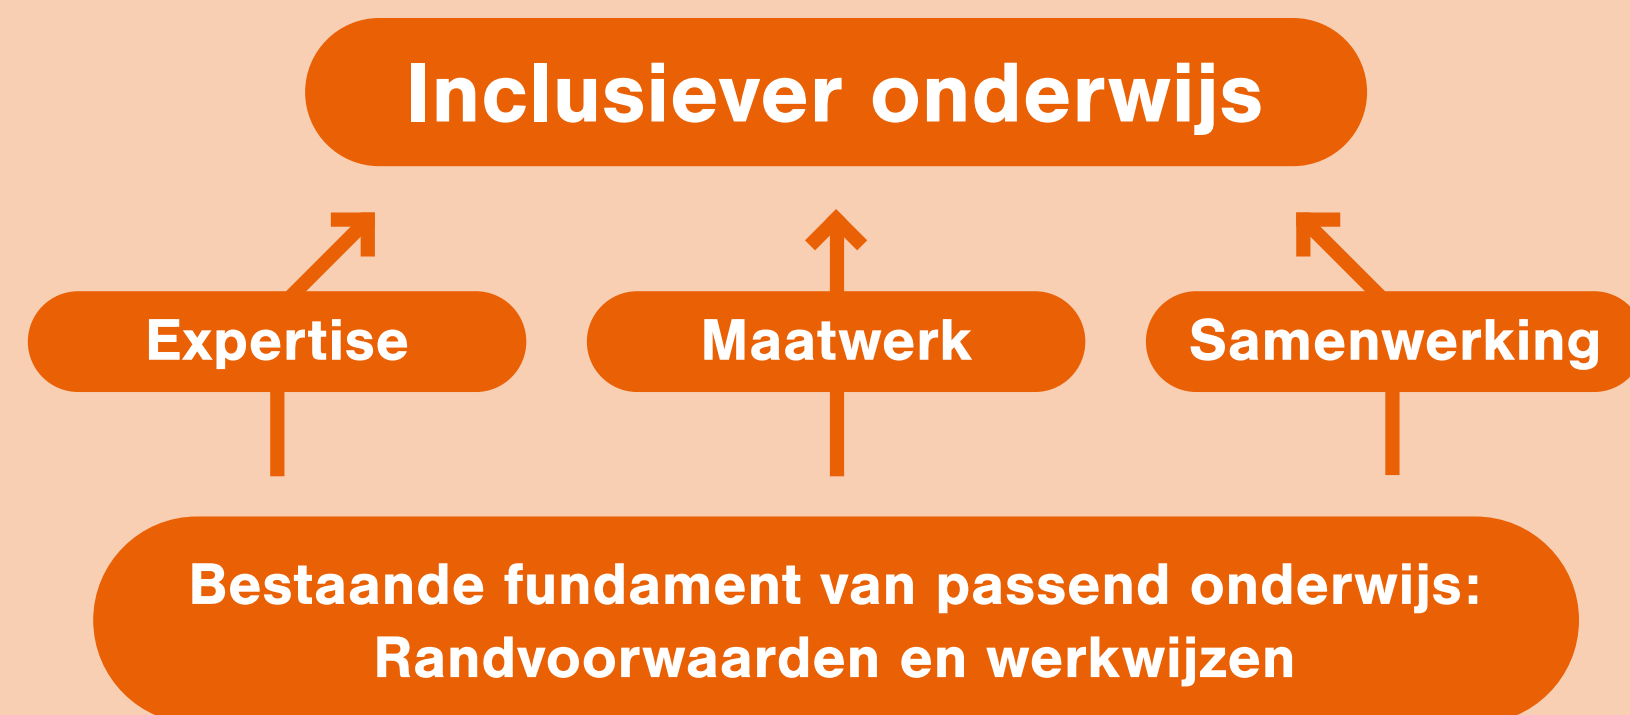 Inclusiever onderwijs
Expertise
Maatwerk
Samenwerking
Bestaande fundament van passend onderwijs:
Randvoorwaarden en werkwijzen